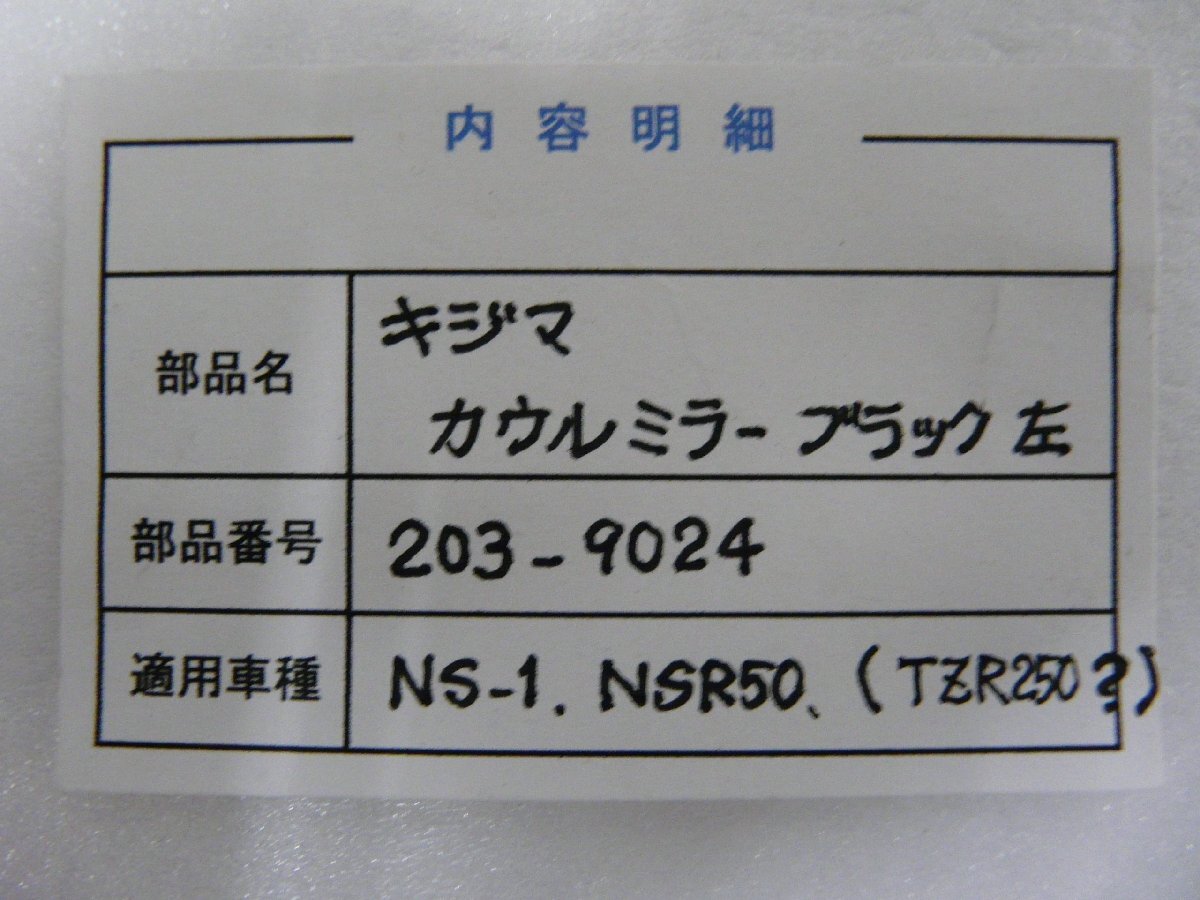 内容明細
部品名
キジマ
カウルミラー ブラック 左
部品番号
203-9024
適用車種
NS-1. NSR50、(TZR250?)